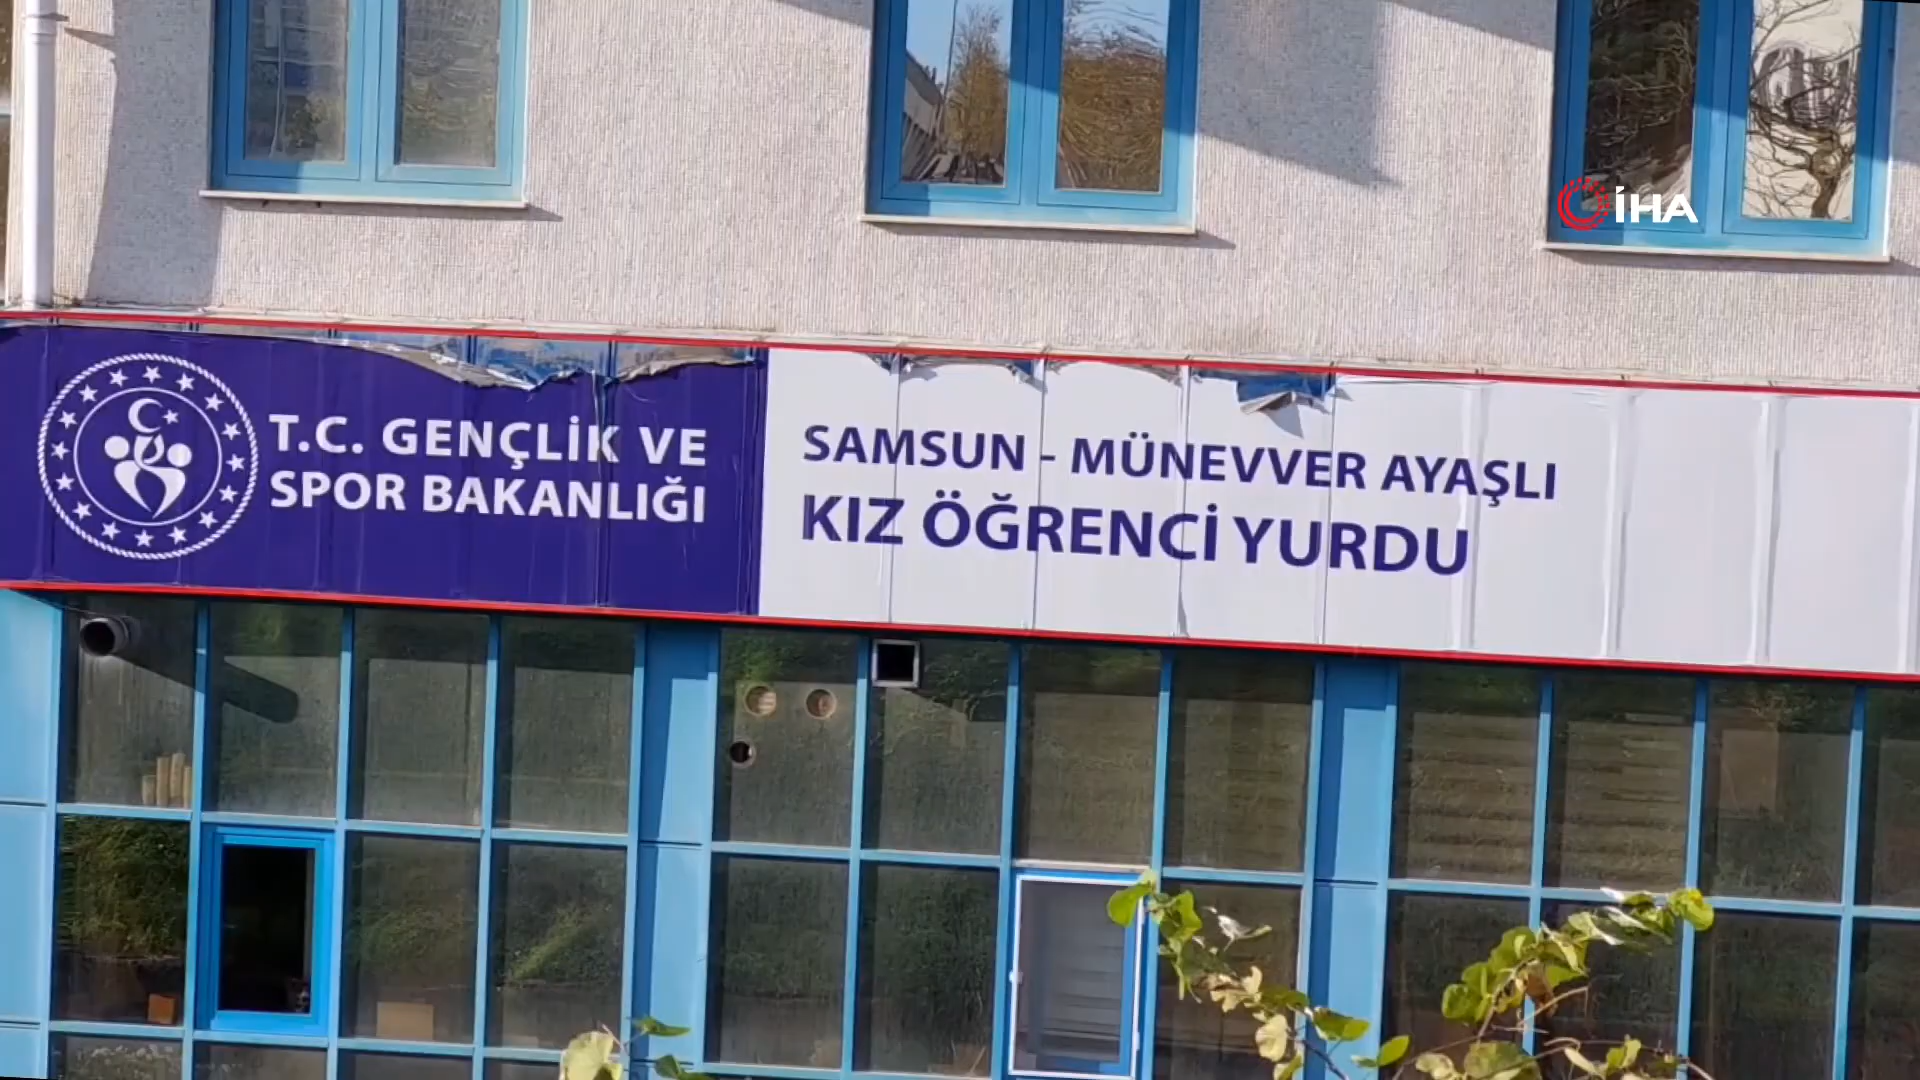 İHA
T.C. GENÇLİK VE
SPOR BAKANLIĞI
SAMSUN - MÜNEVVER AYAŞLI
KIZ ÖĞRENCİ YURDU